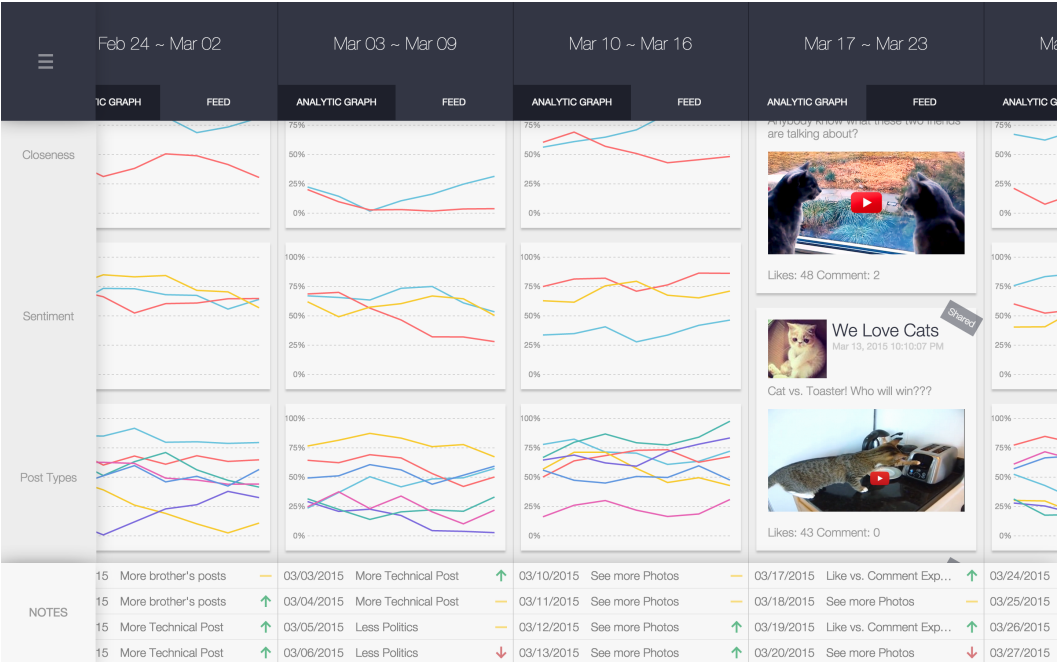 Feb 24 ~ Mar 02
Mar 03 ~ Mar 09
Mar 10 ~ Mar 16
Mar 17 ~ Mar 23
Ma
TIC GRAPH
FEED
ANALYTIC GRAPH
FEED
ANALYTIC GRAPH
FEED
ANALYTIC GRAPH
FEED
ANALYTIC G
Closeness
75%
50%
25%
0%
75%
50%
25%
0%
Anybody know what these two friends
are talking about?
Likes: 48 Comment: 2
75%
50%
25%
0%
Sentiment
100%
75%
50%
25%
0%
100%
75%
50%
25%
0%
Shared
We Love Cats
Mar 13, 2015 10:10:07 PM
Cat vs. Toaster! Who will win???
Likes: 43 Comment: 0
100%
75%
50%
25%
0%
Post Types
100%
75%
50%
25%
0%
100%
75%
50%
25%
0%
100%
75%
50%
25%
0%
NOTES
15 More brother's posts
15 More brother's posts
15 More Technical Post
15 More Technical Post
03/03/2015 More Technical Post
03/04/2015 More Technical Post
03/05/2015 Less Politics
03/06/2015 Less Politics
03/10/2015 See more Photos
03/11/2015 See more Photos
03/12/2015 See more Photos
03/13/2015 See more Photos
03/17/2015 Like vs. Comment Exp...
03/18/2015 See more Photos
03/19/2015 Like vs. Comment Exp...
03/20/2015 See more Photos
03/24/2015
03/25/2015
03/26/2015
03/27/2015